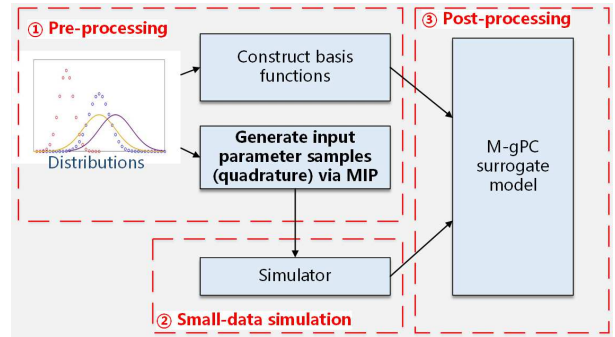 ① Pre-processing
Distributions
Construct basis
functions
Generate input
parameter samples
(quadrature) via MIP
Simulator
② Small-data simulation
③ Post-processing
M-gPC
surrogate
model